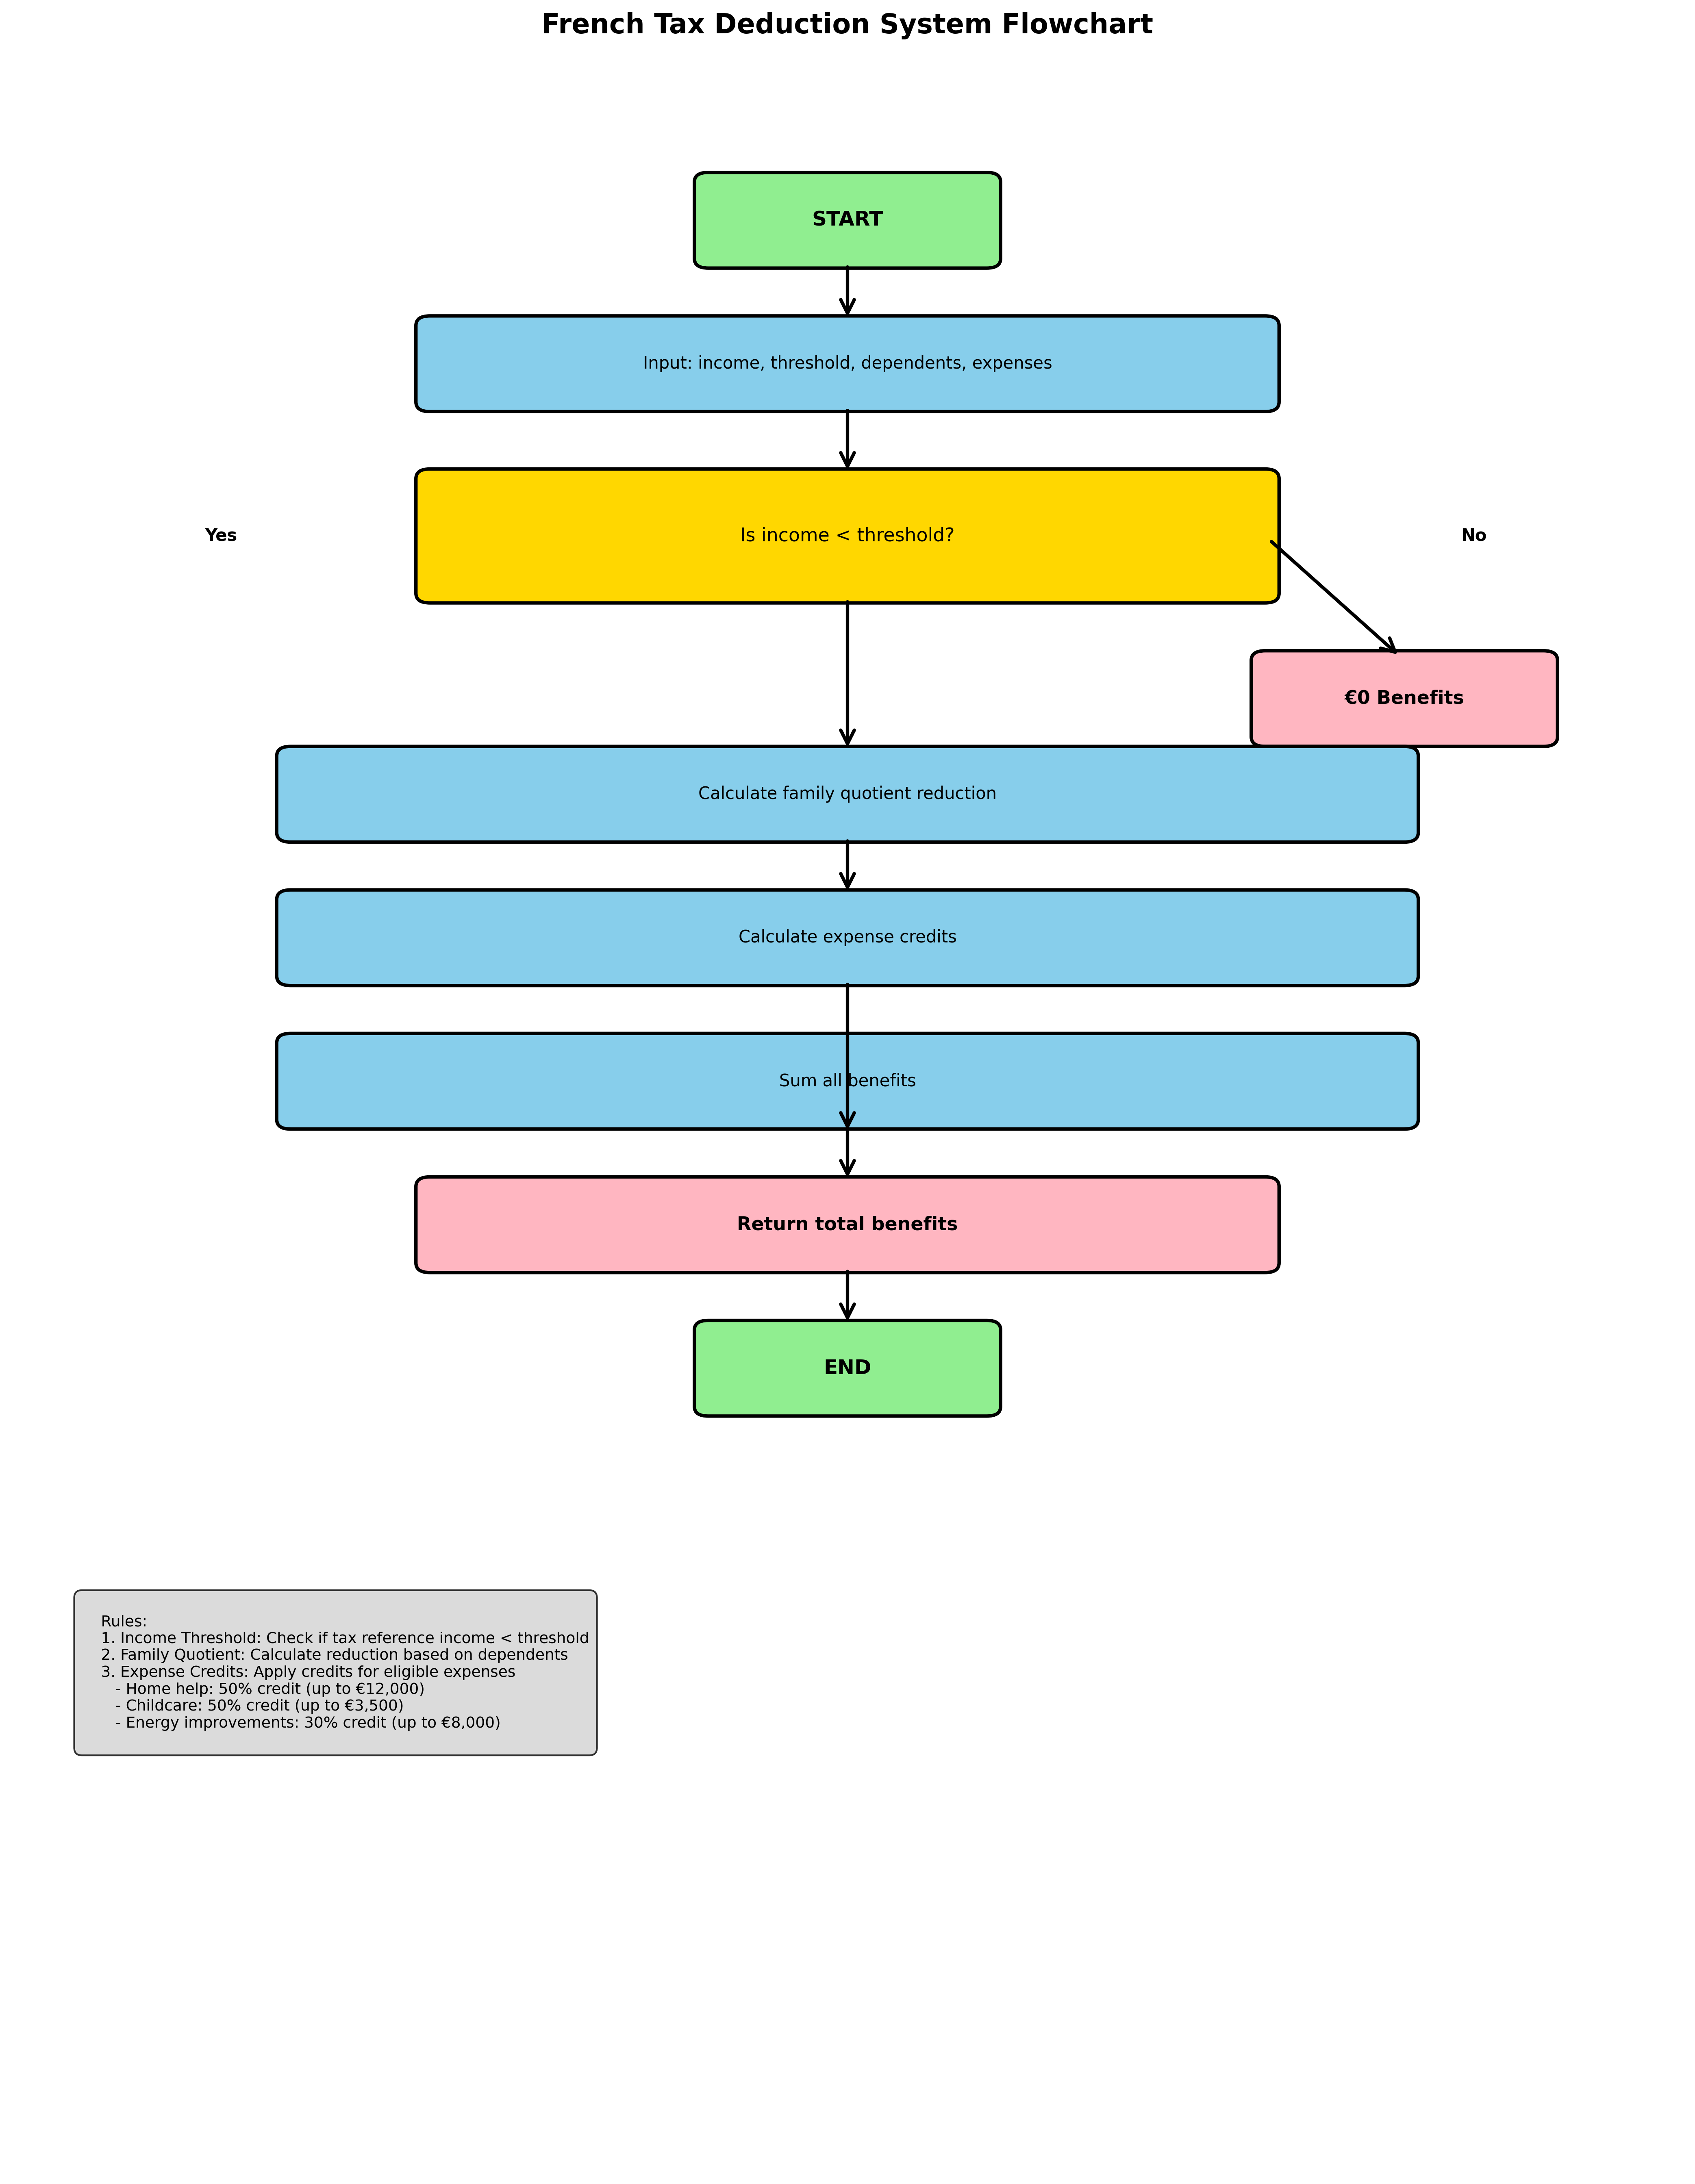 French Tax Deduction System Flowchart
START
Input: income, threshold, dependents, expenses
Yes
Is income < threshold?
No
€0 Benefits
Calculate family quotient reduction
Calculate expense credits
Sum all benefits
Return total benefits
END
Rules:
1. Income Threshold: Check if tax reference income < threshold
2. Family Quotient: Calculate reduction based on dependents
3. Expense Credits: Apply credits for eligible expenses
- Home help: 50% credit (up to €12,000)
- Childcare: 50% credit (up to €3,500)
- Energy improvements: 30% credit (up to €8,000)